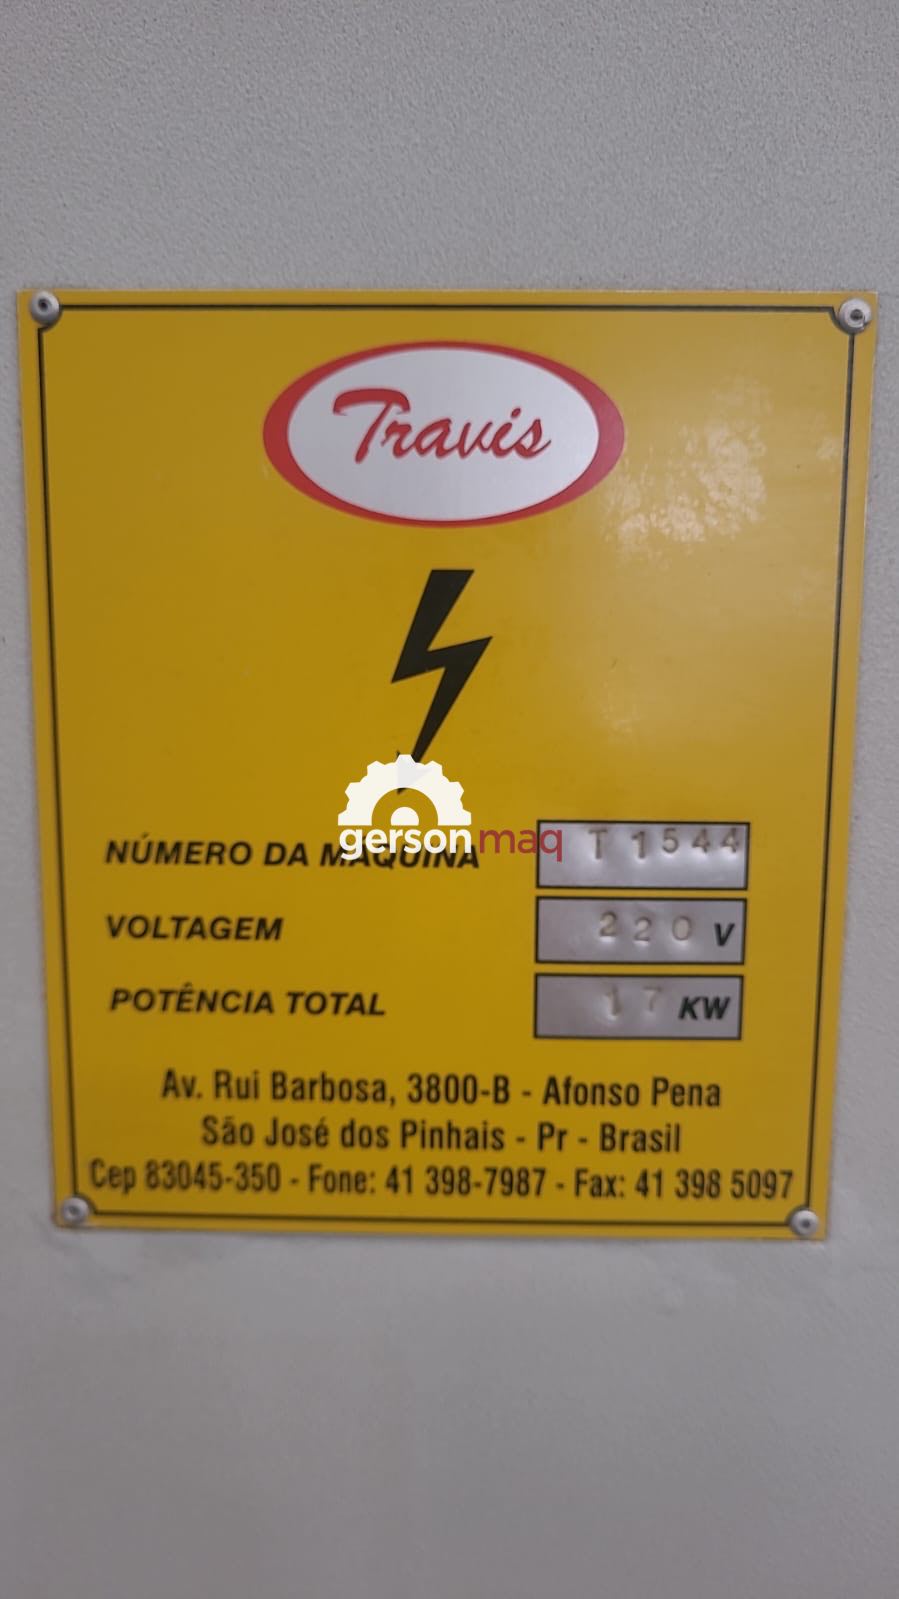 Travis
gersonmaq
NÚMERO DA MÁQUINA T 1544
VOLTAGEM 220 V
POTÊNCIA TOTAL 17 KW
Av. Rui Barbosa, 3800-B - Afonso Pena
São José dos Pinhais - Pr - Brasil
Cep 83045-350 - Fone: 41 398-7987 - Fax: 41 398 5097